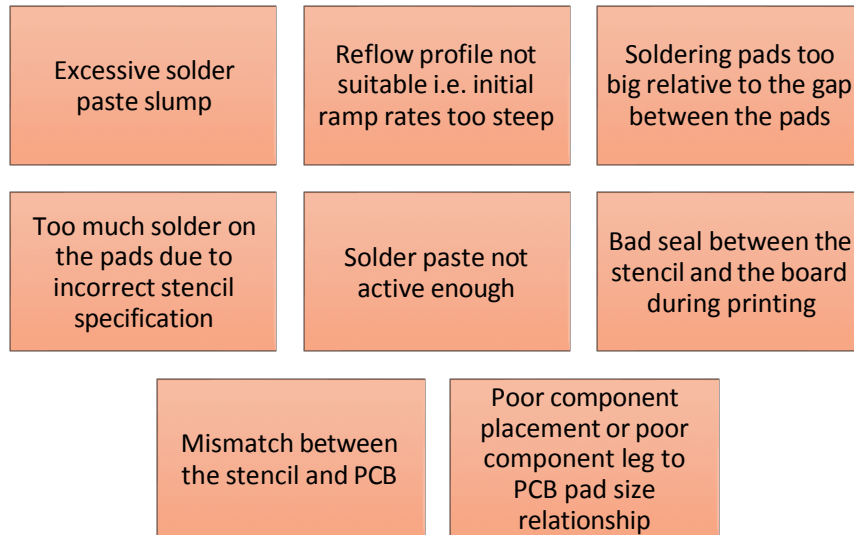 Excessive solder
paste slump
Reflow profile not
suitable i.e. initial
ramp rates too steep
Soldering pads too
big relative to the gap
between the pads
Too much solder on
the pads due to
incorrect stencil
specification
Solder paste not
active enough
Bad seal between the
stencil and the board
during printing
Mismatch between
the stencil and PCB
Poor component
placement or poor
component leg to
PCB pad size
relationship